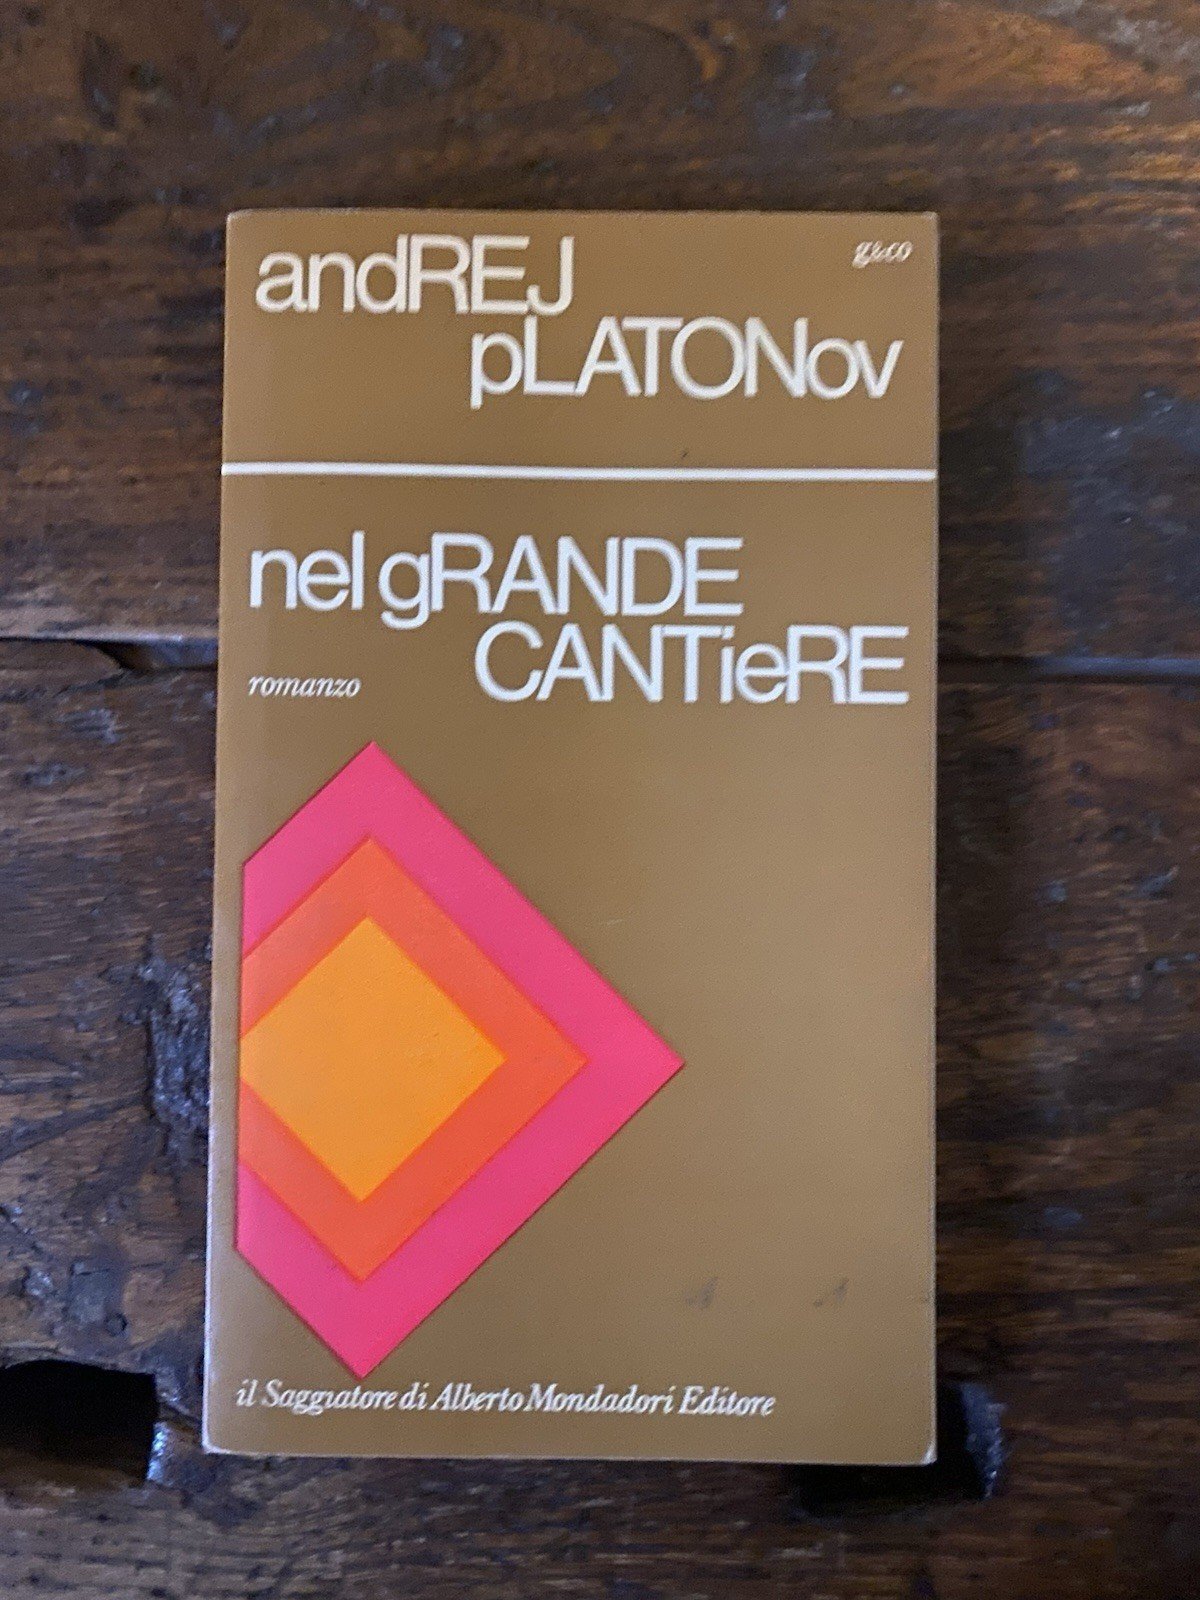 andREJ
g&co
pLATONov
nel gRANDE
CANTieRE
romanzo
il Saggiatore di Alberto Mondadori Editore